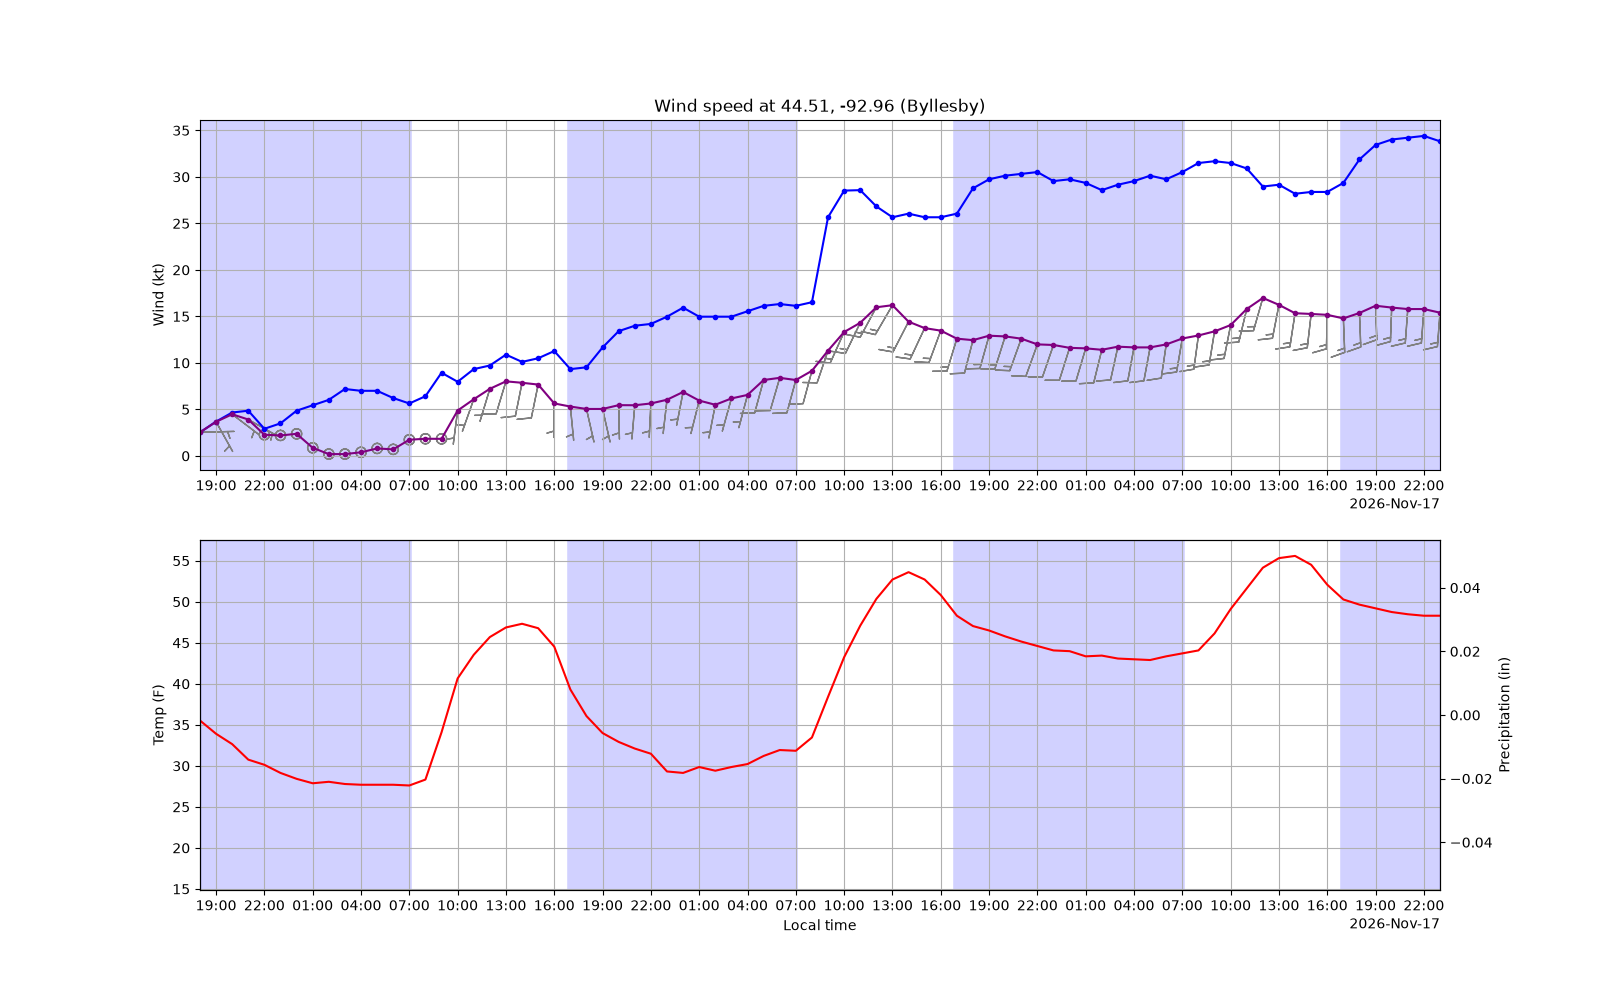 Wind speed at 44.51, -92.96 (Byllesby)
Wind (kt)
35
30
25
20
15
10
5
0
19:00 22:00 01:00 04:00 07:00 10:00 13:00 16:00 19:00 22:00 01:00 04:00 07:00 10:00 13:00 16:00 19:00 22:00 01:00 04:00 07:00 10:00 13:00 16:00 19:00 22:00
2026-Nov-17
Temp (F)
55
50
45
40
35
30
25
20
15
0.04
0.02
0.00
−0.02
−0.04
Precipitation (in)
19:00 22:00 01:00 04:00 07:00 10:00 13:00 16:00 19:00 22:00 01:00 04:00 07:00 10:00 13:00 16:00 19:00 22:00 01:00 04:00 07:00 10:00 13:00 16:00 19:00 22:00
Local time
2026-Nov-17